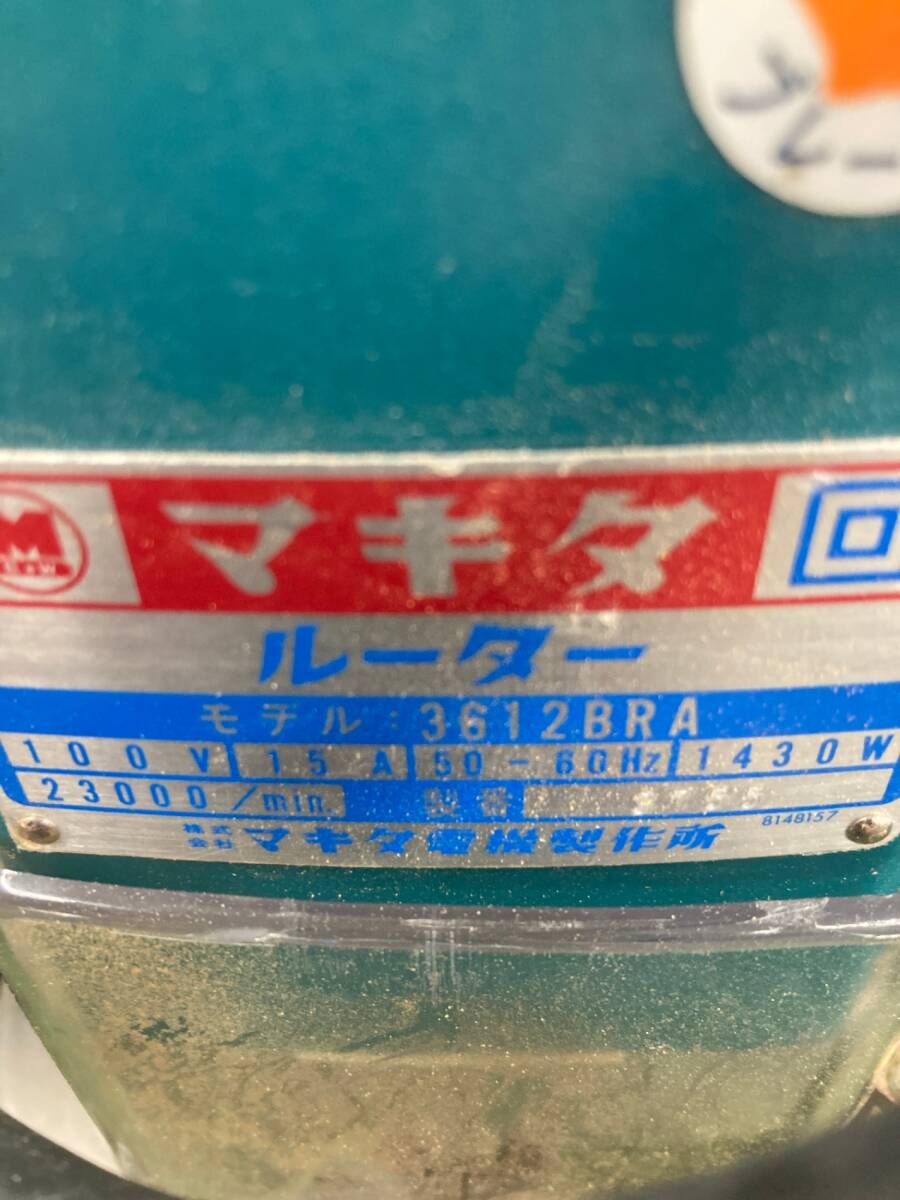 マキタ
ルーター
モデル:3612BRA
100V 15A 50-60Hz 1430W
23000/min. 製番
8148157
株式会社マキタ電機製作所